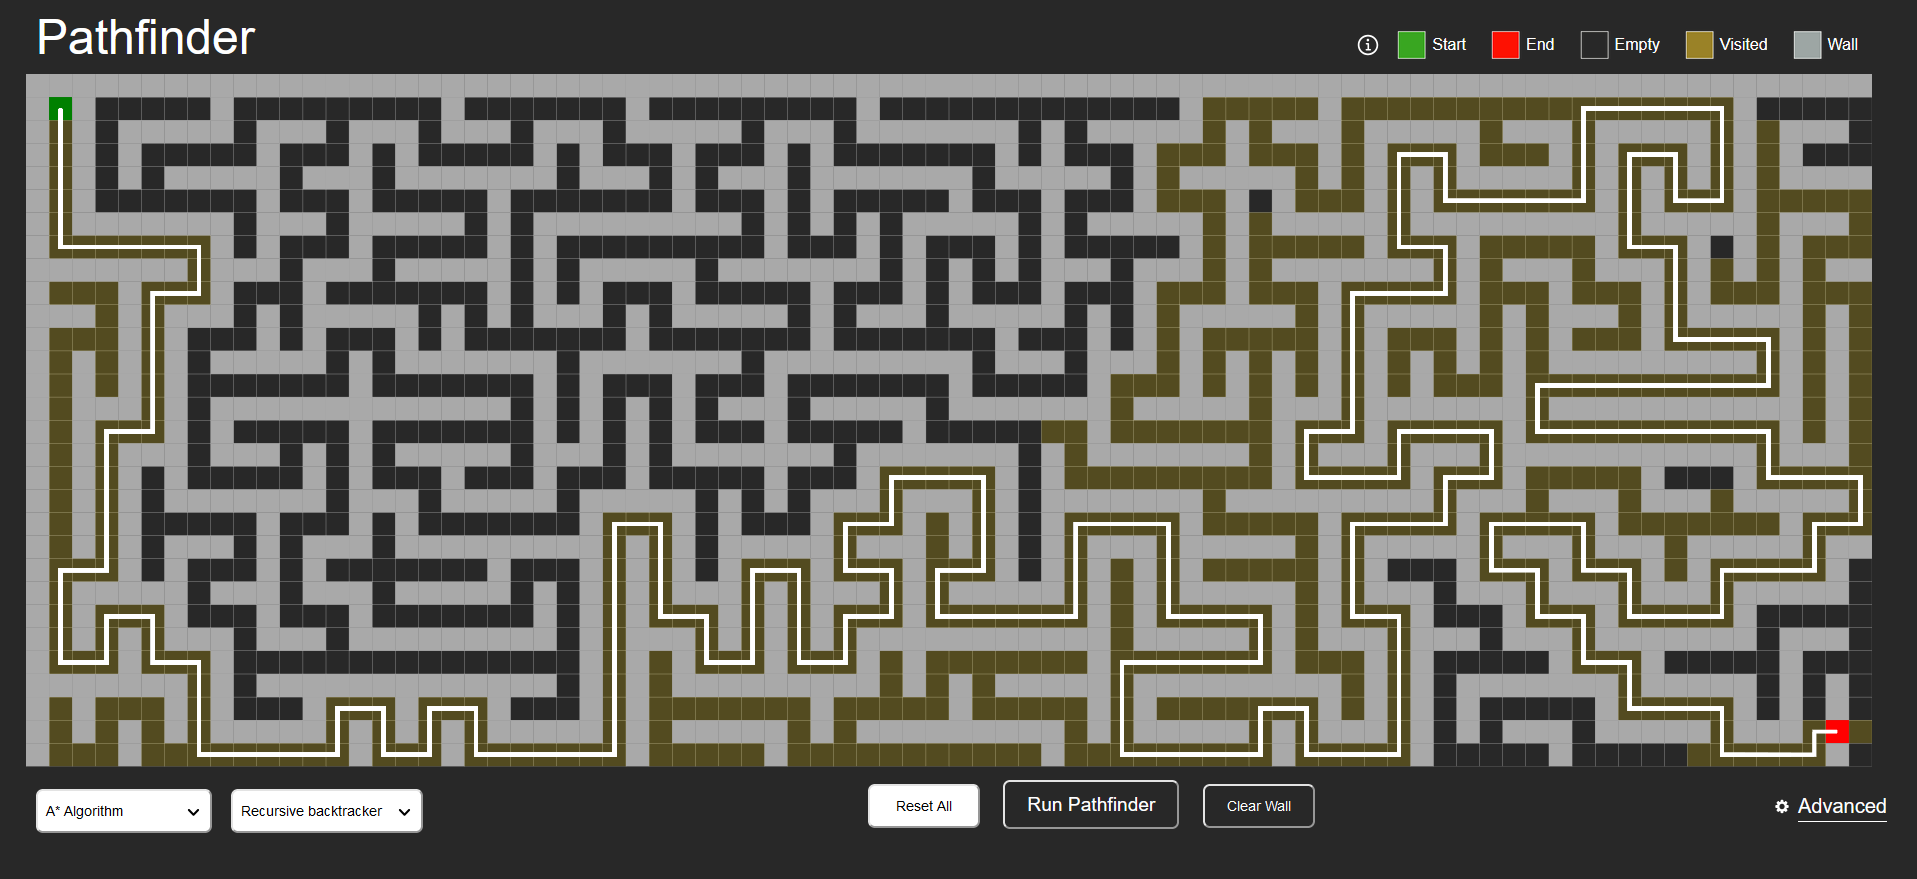 Pathfinder
Start End Empty Visited Wall
A* Algorithm
Recursive backtracker
Reset All
Run Pathfinder
Clear Wall
Advanced